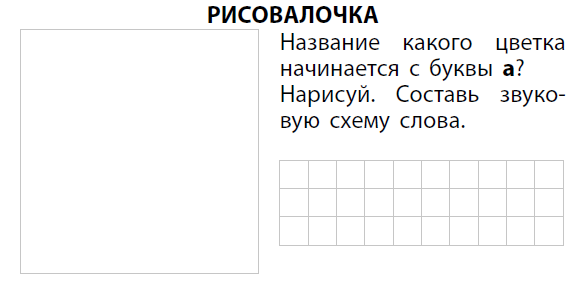 РИСОВАЛОЧКА
Название какого цветка
начинается с буквы а?
Нарисуй. Составь звуко-
вую схему слова.